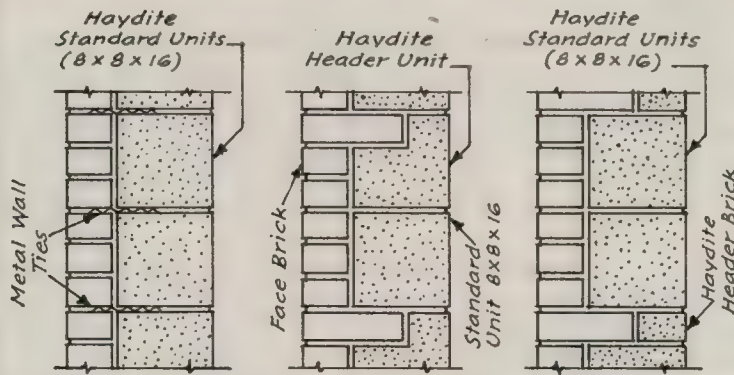 Haydite
Standard Units
(8 x 8 x 16)
Metal Wall
Ties
Haydite
Header Unit
Face Brick
Standard
Unit 8x8x16
Haydite
Standard Units
(8 x 8 x 16)
Haydite
Header Brick